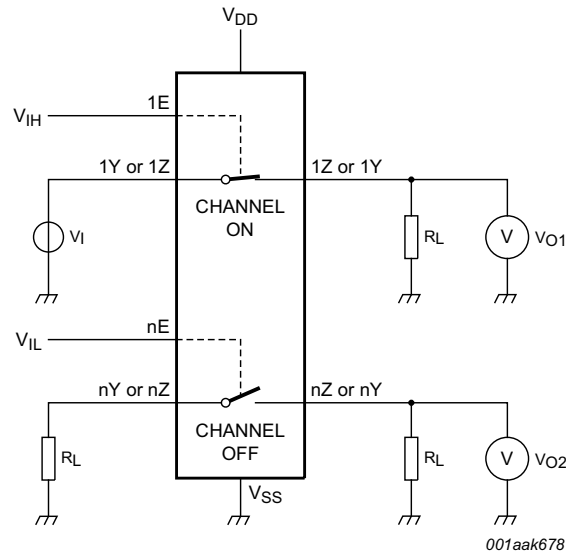 VDD
1E
VIH
1Y or 1Z
1Z or 1Y
CHANNEL
ON
VI
RL
V
VO1
nE
VIL
nY or nZ
nZ or nY
CHANNEL
OFF
RL
RL
V
VO2
VSS
001aak678